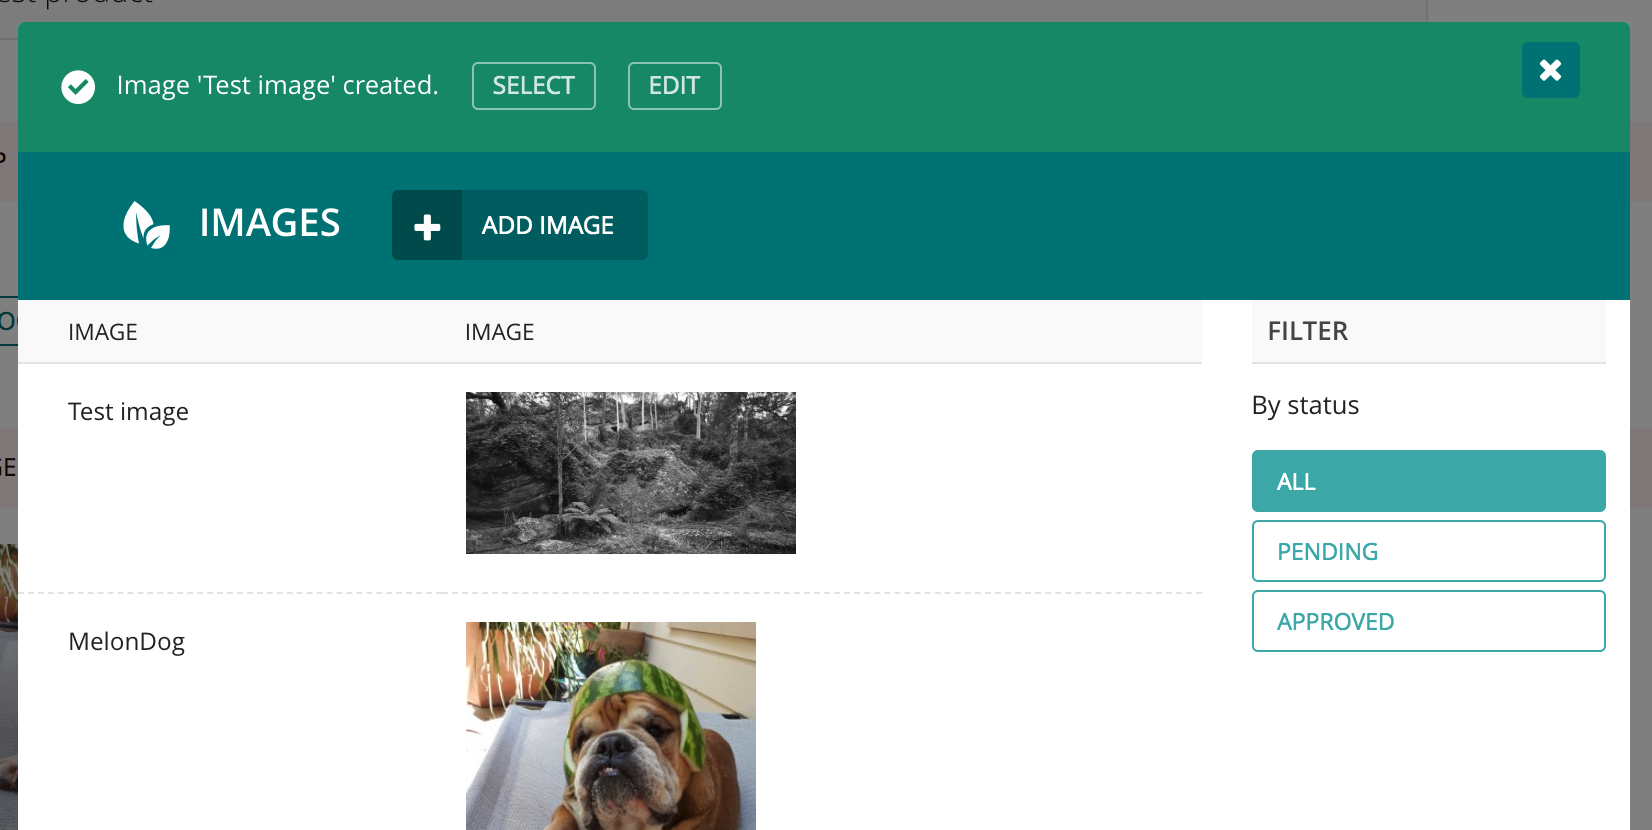 Image 'Test image' created.
SELECT
EDIT
IMAGES
ADD IMAGE
IMAGE
IMAGE
FILTER
Test image
By status
ALL
PENDING
APPROVED
MelonDog